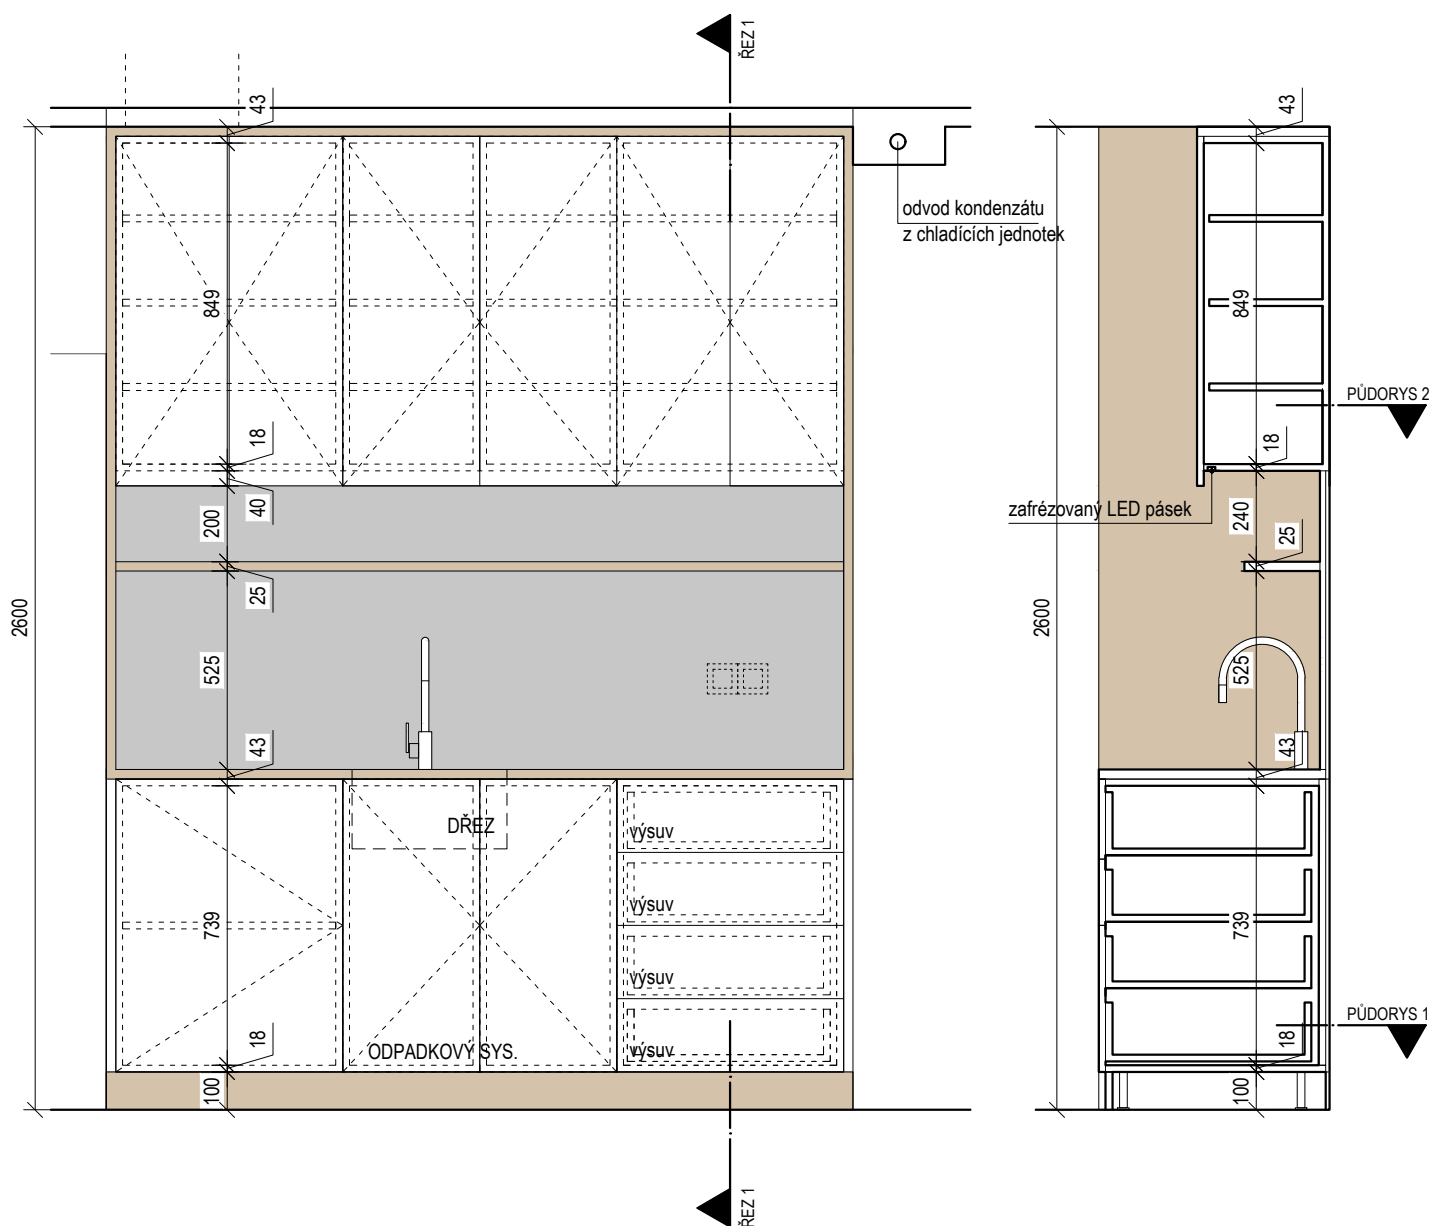 ŘEZ 1
43
43
odvod kondenzátu
z chladících jednotek
849
849
PŮDORYS 2
18
18
zafrézovaný LED pásek
40
200
240
25
25
2600
2600
525
525
43
43
DŘEZ
výsuv
výsuv
739
739
výsuv
PŮDORYS 1
18
18
ODPADKOVÝ SYS.
výsuv
100
100
ŘEZ 1